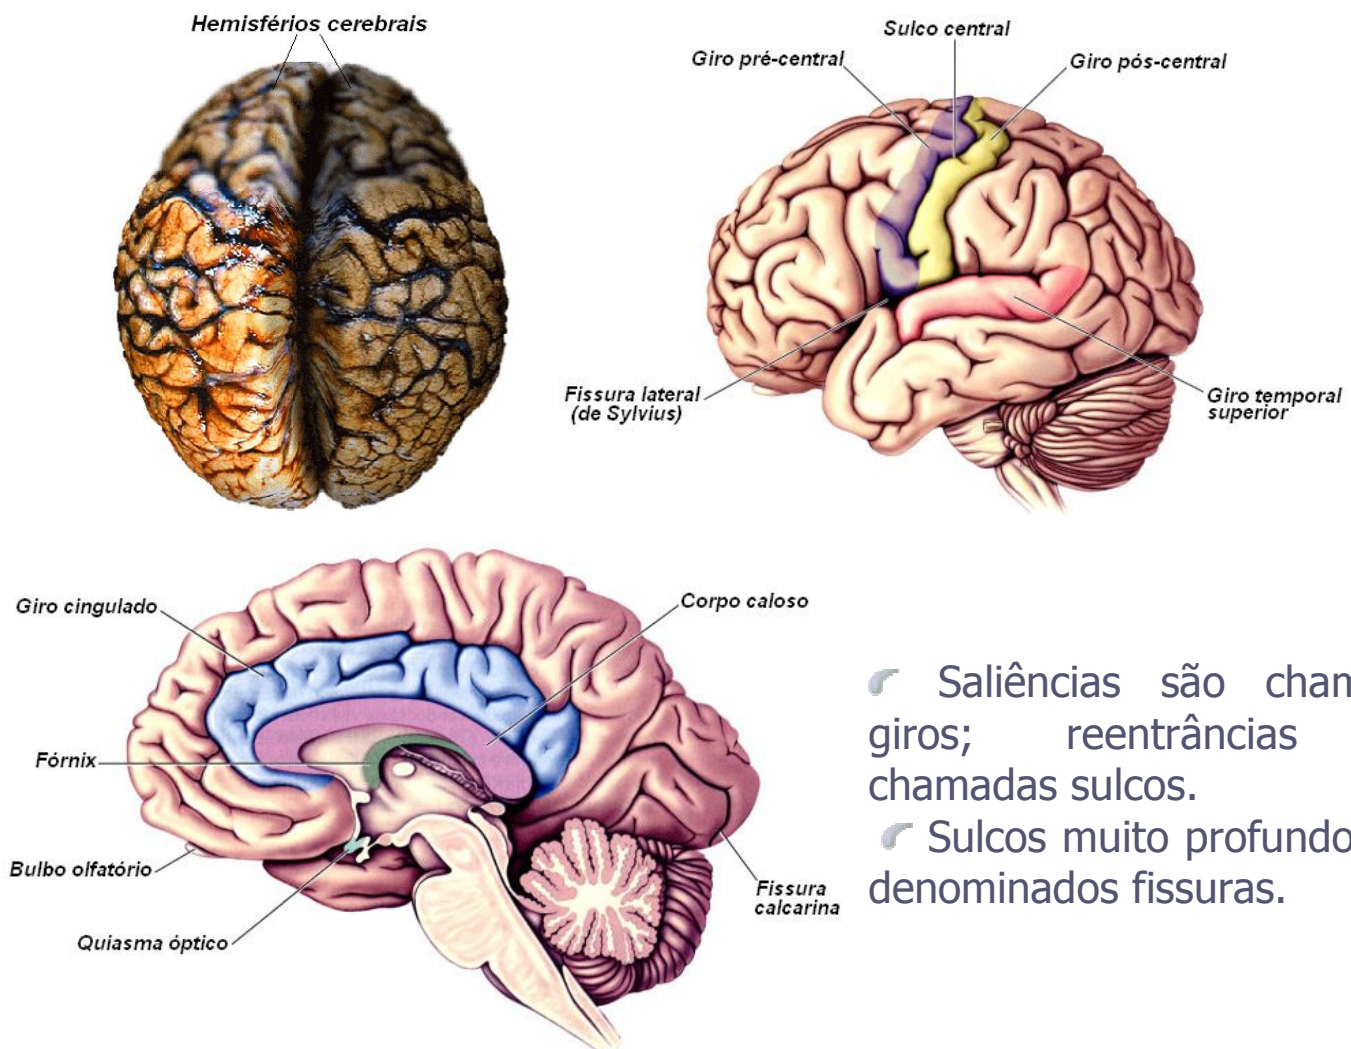 Hemisférios cerebrais
Sulco central
Giro pré-central
Giro pós-central
Fissura lateral
(de Sylvius)
Giro temporal
superior
Giro cingulado
Corpo caloso
Fórnix
Bulbo olfatório
Quiasma óptico
Fissura
calcarina
Saliências são cham
giros; reentrâncias
chamadas sulcos.
Sulcos muito profundo
denominados fissuras.